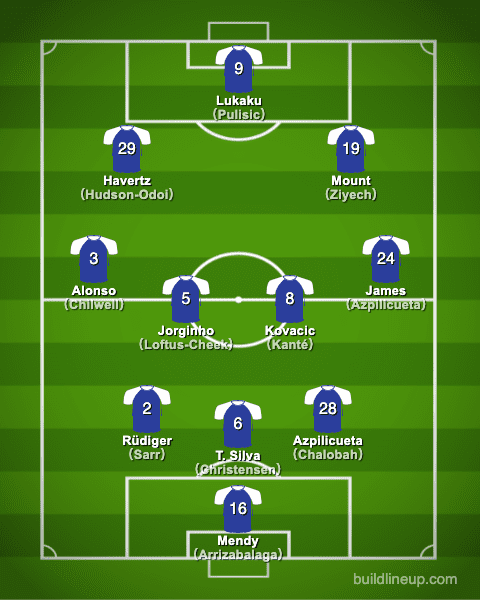 9
Lukaku
(Pulisic)
29
Havertz
(Hudson-Odoi)
19
Mount
(Ziyech)
3
Alonso
(Chilwell)
24
James
(Azpilicueta)
5
Jorginho
(Loftus-Cheek)
8
Kovacic
(Kanté)
2
Rüdiger
(Sarr)
6
T. Silva
(Christensen)
28
Azpilicueta
(Chalobah)
16
Mendy
(Arrizabalaga)
buildlineup.com